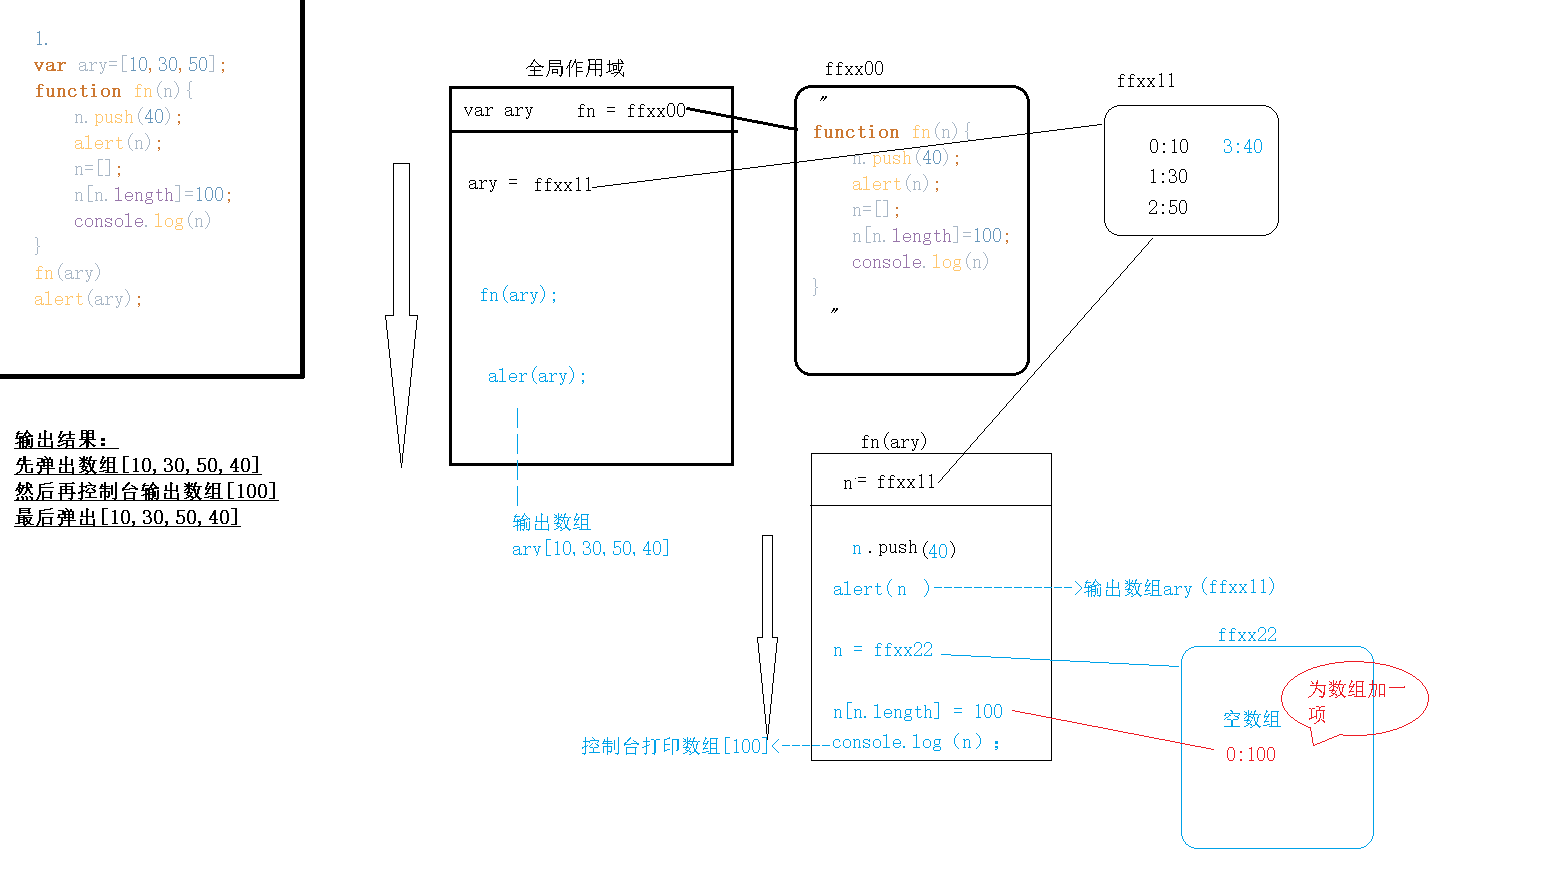 1.
var ary=[10,30,50];
function fn(n){
n.push(40);
alert(n);
n=[];
n[n.length]=100;
console.log(n)
}
fn(ary)
alert(ary);
输出结果：
先弹出数组[10,30,50,40]
然后再控制台输出数组[100]
最后弹出[10,30,50,40]
全局作用域
var ary fn = ffxx00
ary = ffxx11
fn(ary);
aler(ary);
输出数组
ary[10,30,50,40]
ffxx00
"
function fn(n){
n.push(40);
alert(n);
n=[];
n[n.length]=100;
console.log(n)
}
"
ffxx11
0:10 3:40
1:30
2:50
fn(ary)
n = ffxx11
n.push(40)
alert(n )------------->输出数组ary(ffxx11)
n = ffxx22
n[n.length] = 100
控制台打印数组[100]<-----console.log（n）；
ffxx22
为数组加一
项
空数组
0:100